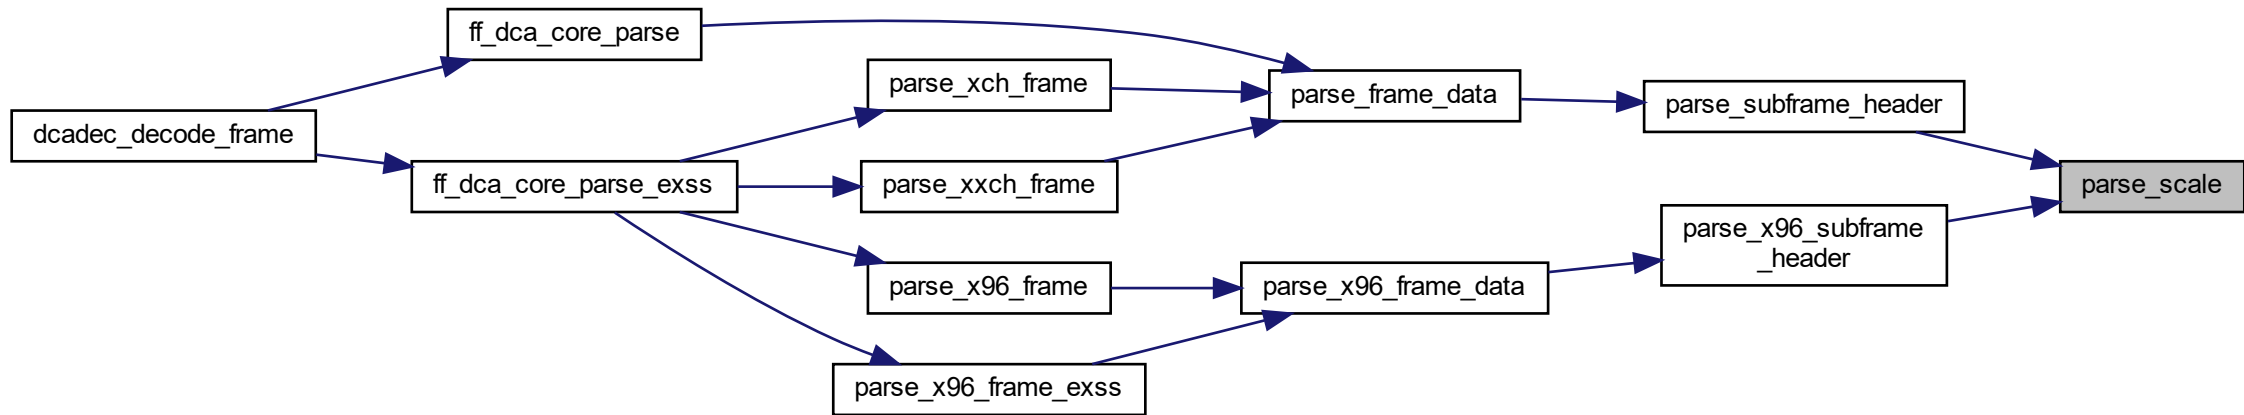 ff_dca_core_parse
parse_xch_frame
parse_frame_data
parse_subframe_header
dcadec_decode_frame
ff_dca_core_parse_exss
parse_xxch_frame
parse_scale
parse_x96_subframe
_header
parse_x96_frame
parse_x96_frame_data
parse_x96_frame_exss